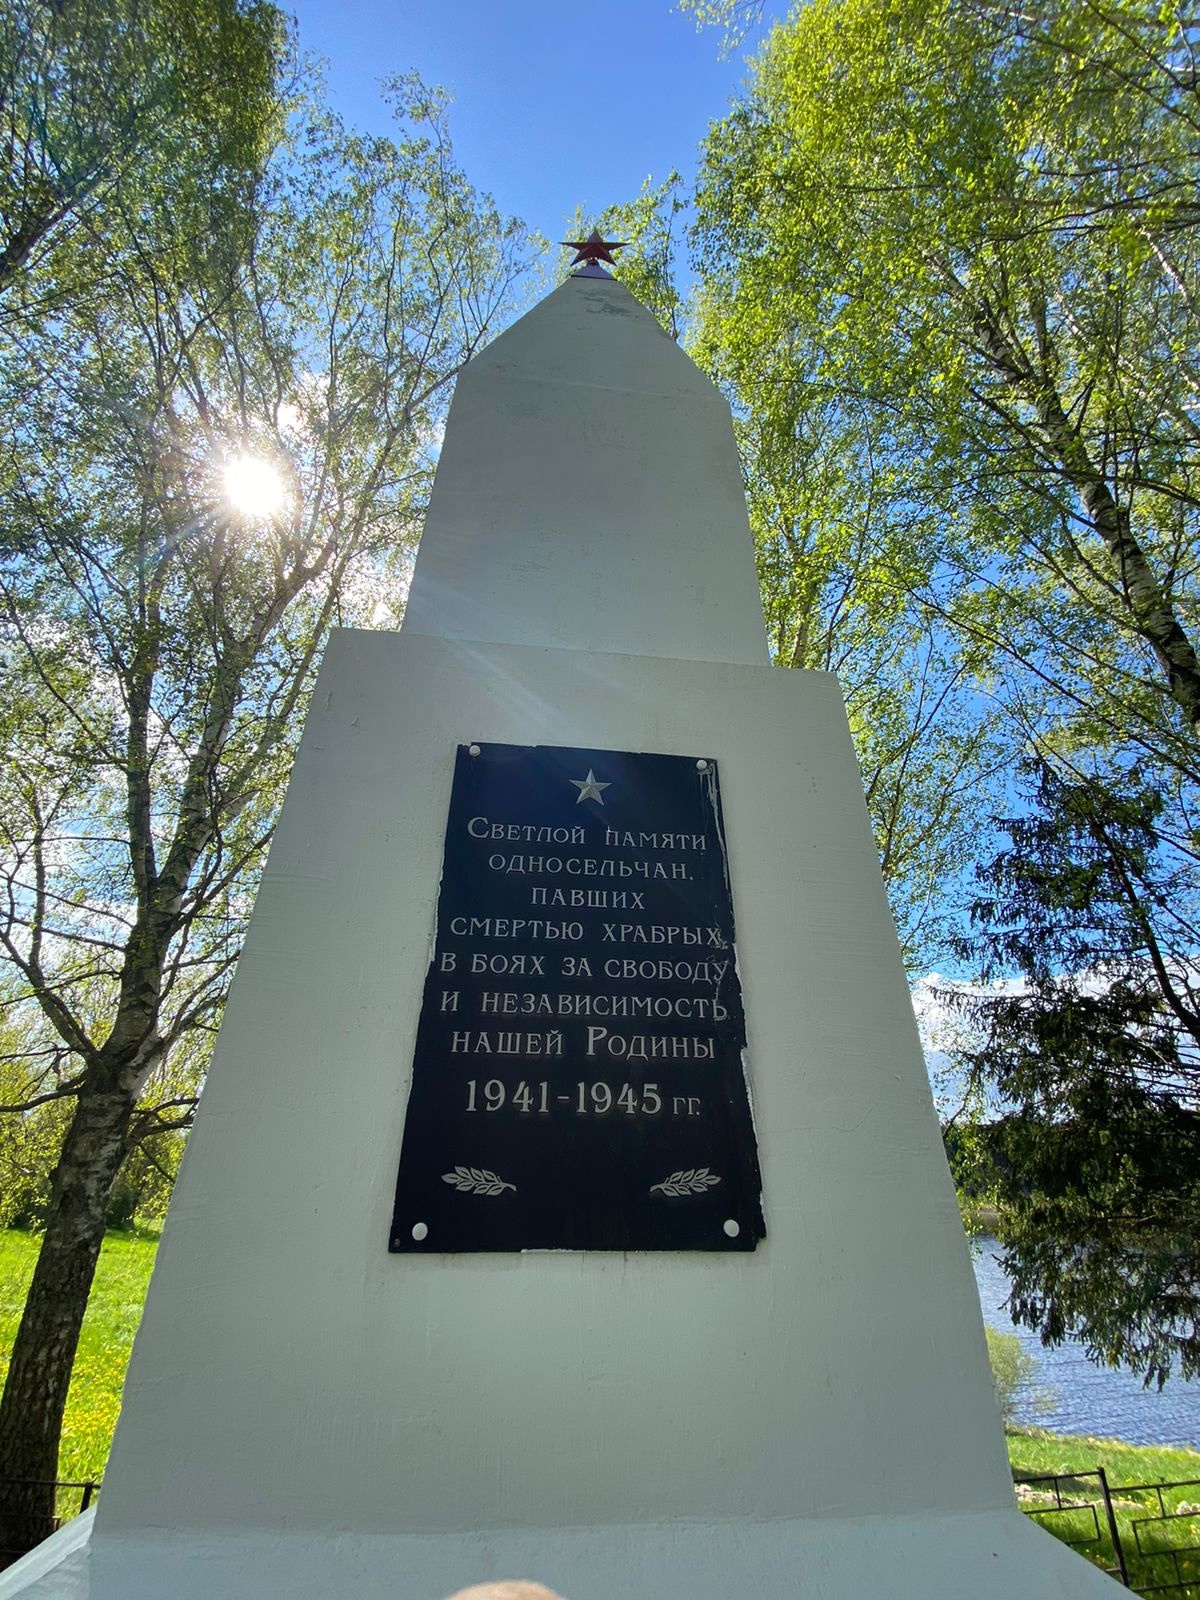 Светлой памяти
односельчан,
павших
смертью храбрых
в боях за свободу
и независимость
нашей Родины
1941-1945 гг.